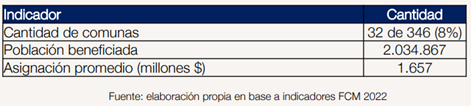 Indicador Cantidad
Cantidad de comunas 32 de 346 (8%)
Población beneficiada 2.034.867
Asignación promedio (millones $) 1.657
Fuente: elaboración propia en base a indicadores FCM 2022